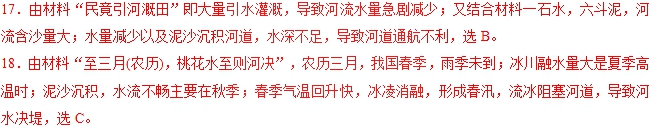 17．由材料“民竟引河溉田”即大量引水灌溉，导致河流水量急剧减少；又结合材料一石水，六斗泥，河
流含沙量大；水量减少以及泥沙沉积河道，水深不足，导致河道通航不利，选 B。
18．由材料“至三月(农历)，桃花水至则河决”，农历三月，我国春季，雨季未到；冰川融水量大是夏季高
温时；泥沙沉积，水流不畅主要在秋季；春季气温回升快，冰凌消融，形成春汛，流冰阻塞河道，导致河
水决堤，选 C。